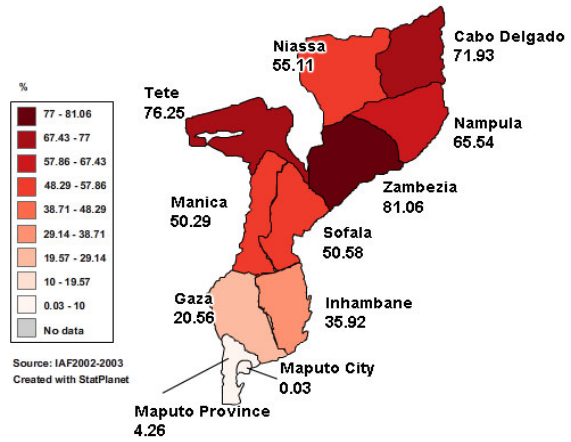 Cabo Delgado
71.93
Niassa
55.11
%
Tete
76.25
77 - 81.06
67.43 - 77
57.86 - 67.43
48.29 - 57.86
38.71 - 48.29
29.14 - 38.71
19.57 - 29.14
10 - 19.57
0.03 - 10
No data
Nampula
65.54
Zambezia
81.06
Manica
50.29
Sofala
50.58
Gaza
20.56
Inhambane
35.92
Source: IAF2002-2003
Created with StatPlanet
Maputo City
0.03
Maputo Province
4.26